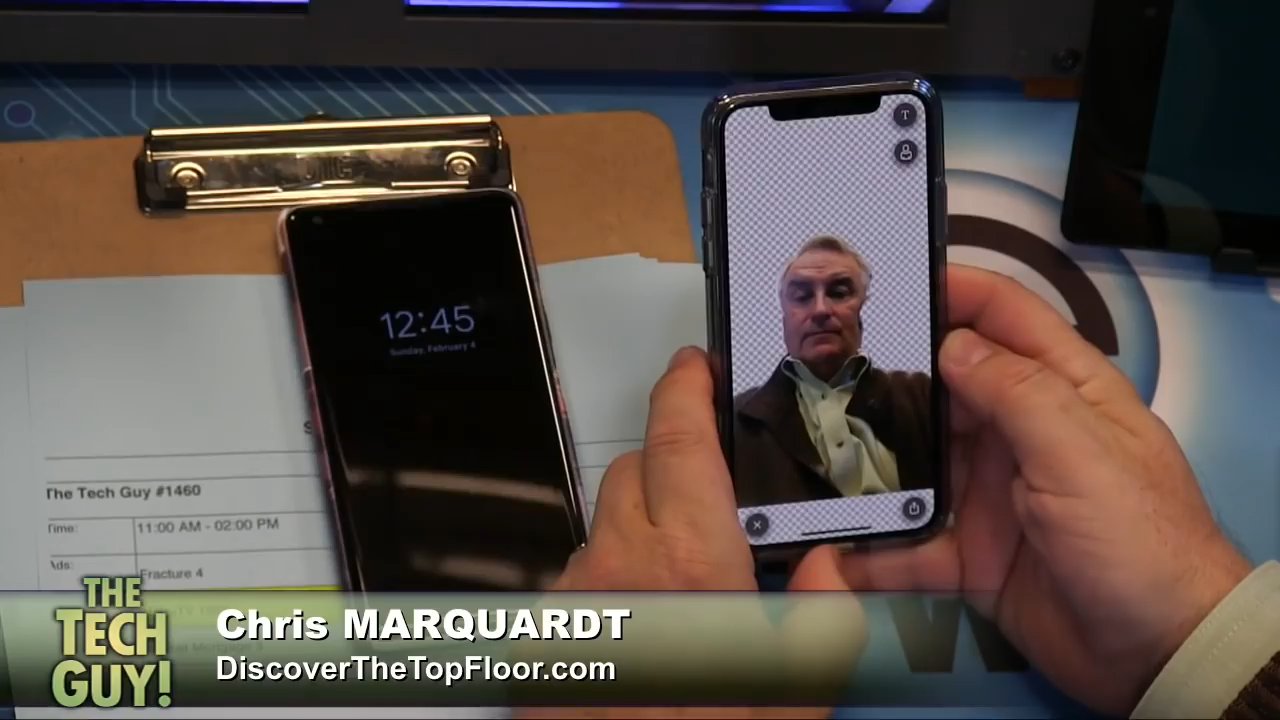 T
12:45
Sunday, February 4
The Tech Guy #1460
Time:
11:00 AM - 02:00 PM
Ads:
Fracture 4
THE
TECH
GUY!
Chris MARQUARDT
DiscoverTheTopFloor.com